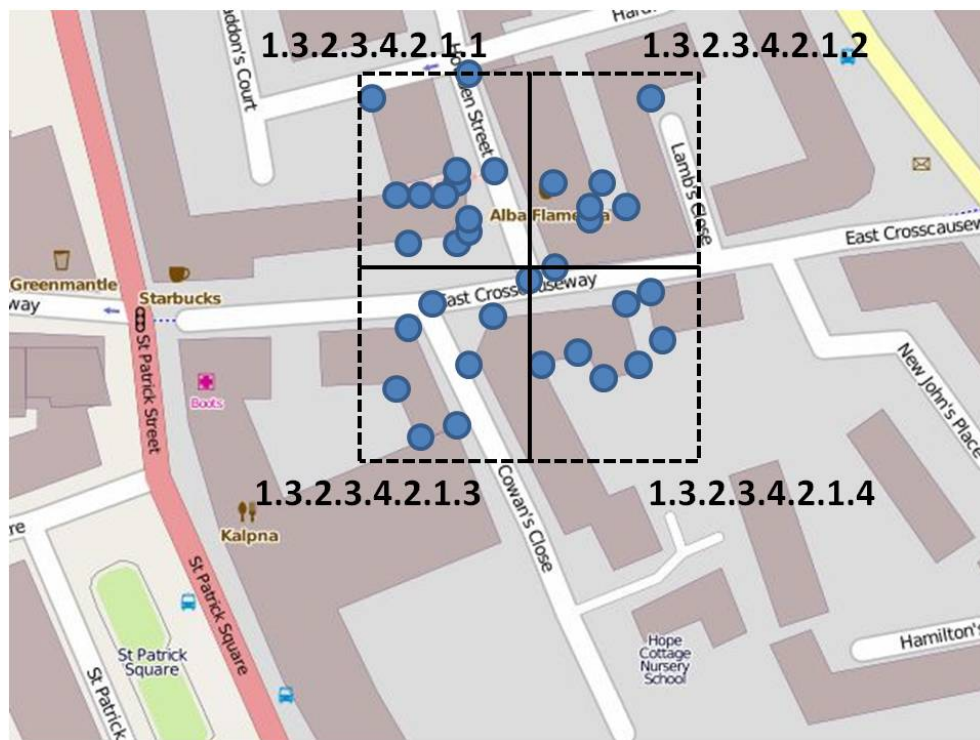 1.3.2.3.4.2.1.1
1.3.2.3.4.2.1.2
Lamb's Close
East Crosscauseway
Greenmantle
Starbucks
way
East Crosscauseway
St Patrick Street
Boots
New John's Place
1.3.2.3.4.2.1.3
1.3.2.3.4.2.1.4
Kalpna
Cowan's Close
St Patrick Square
St Patrick
Square
St Patrick
Hope
Cottage
Nursery
School
Hamilton's